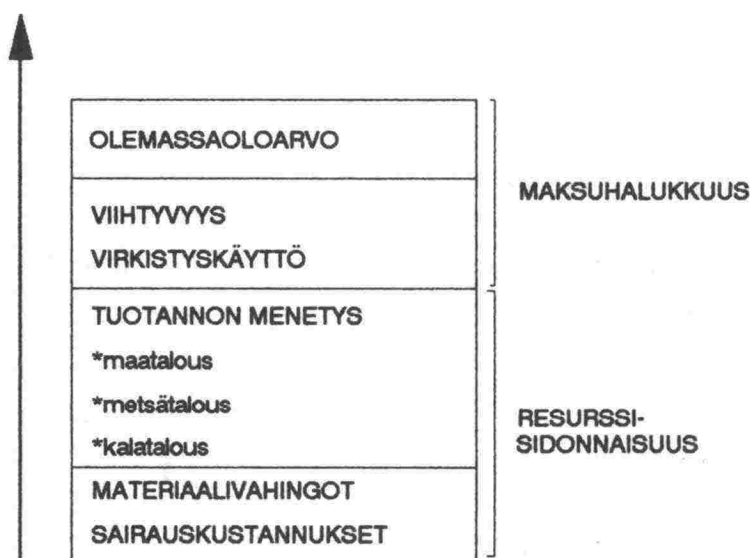 OLEMASSAOLOARVO
MAKSUHALUKKUUS
VIIHTYVYYS
VIRKISTYSKÄYTTÖ
TUOTANNON MENETYS
*maatalous
*metsätalous
*kalatalous
RESURSSI-
SIDONNAISUUS
MATERIAALIVAHINGOT
SAIRAUSKUSTANNUKSET